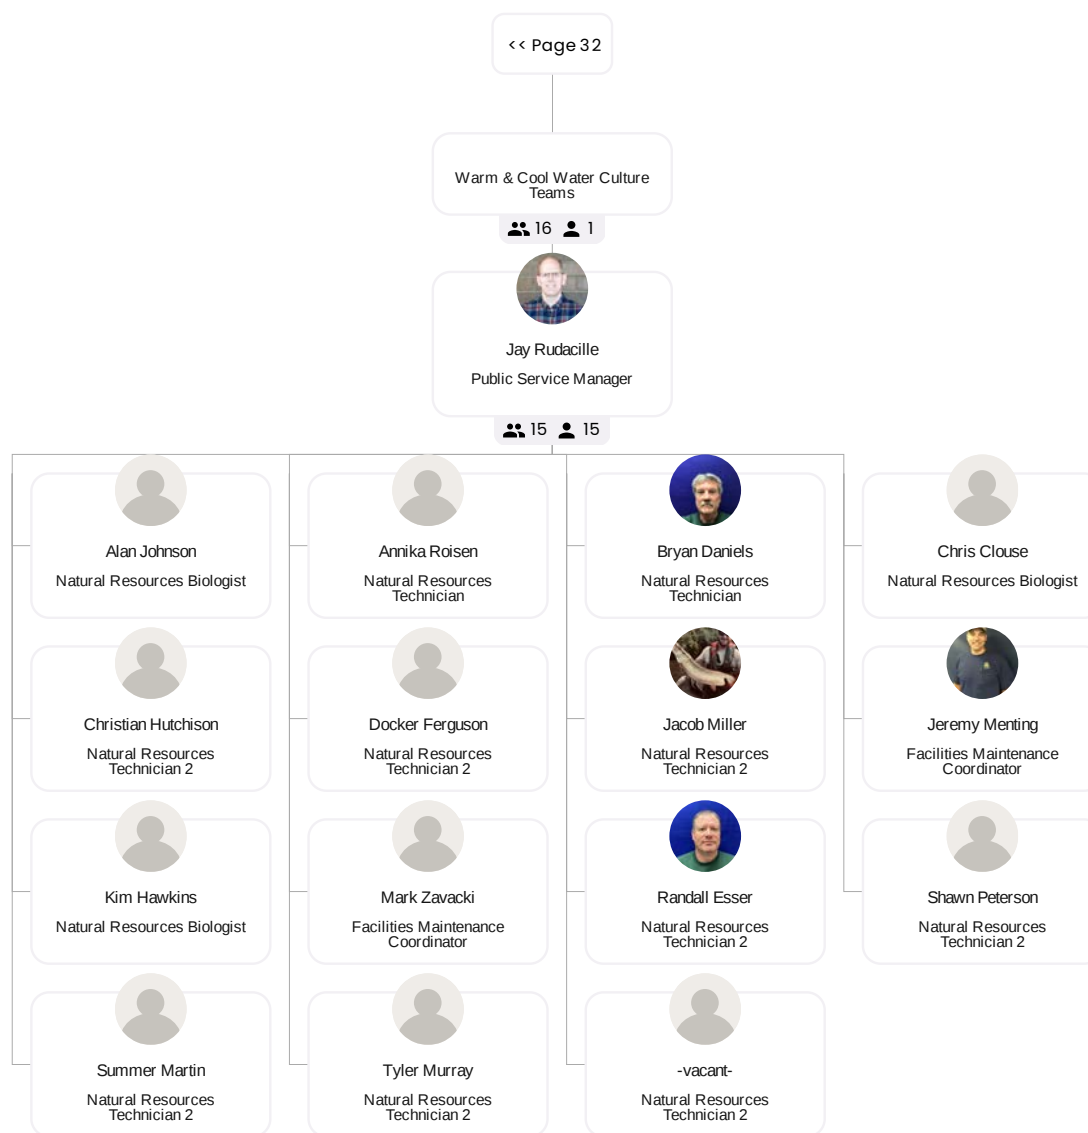 << Page 32
Warm & Cool Water Culture
Teams
16 1
Jay Rudacille
Public Service Manager
15 15
Alan Johnson
Natural Resources Biologist
Annika Roisen
Natural Resources
Technician
Bryan Daniels
Natural Resources
Technician
Chris Clouse
Natural Resources Biologist
Christian Hutchison
Natural Resources
Technician 2
Docker Ferguson
Natural Resources
Technician 2
Jacob Miller
Natural Resources
Technician 2
Jeremy Menting
Facilities Maintenance
Coordinator
Kim Hawkins
Natural Resources Biologist
Mark Zavacki
Facilities Maintenance
Coordinator
Randall Esser
Natural Resources
Technician 2
Shawn Peterson
Natural Resources
Technician 2
Summer Martin
Natural Resources
Technician 2
Tyler Murray
Natural Resources
Technician 2
-vacant-
Natural Resources
Technician 2